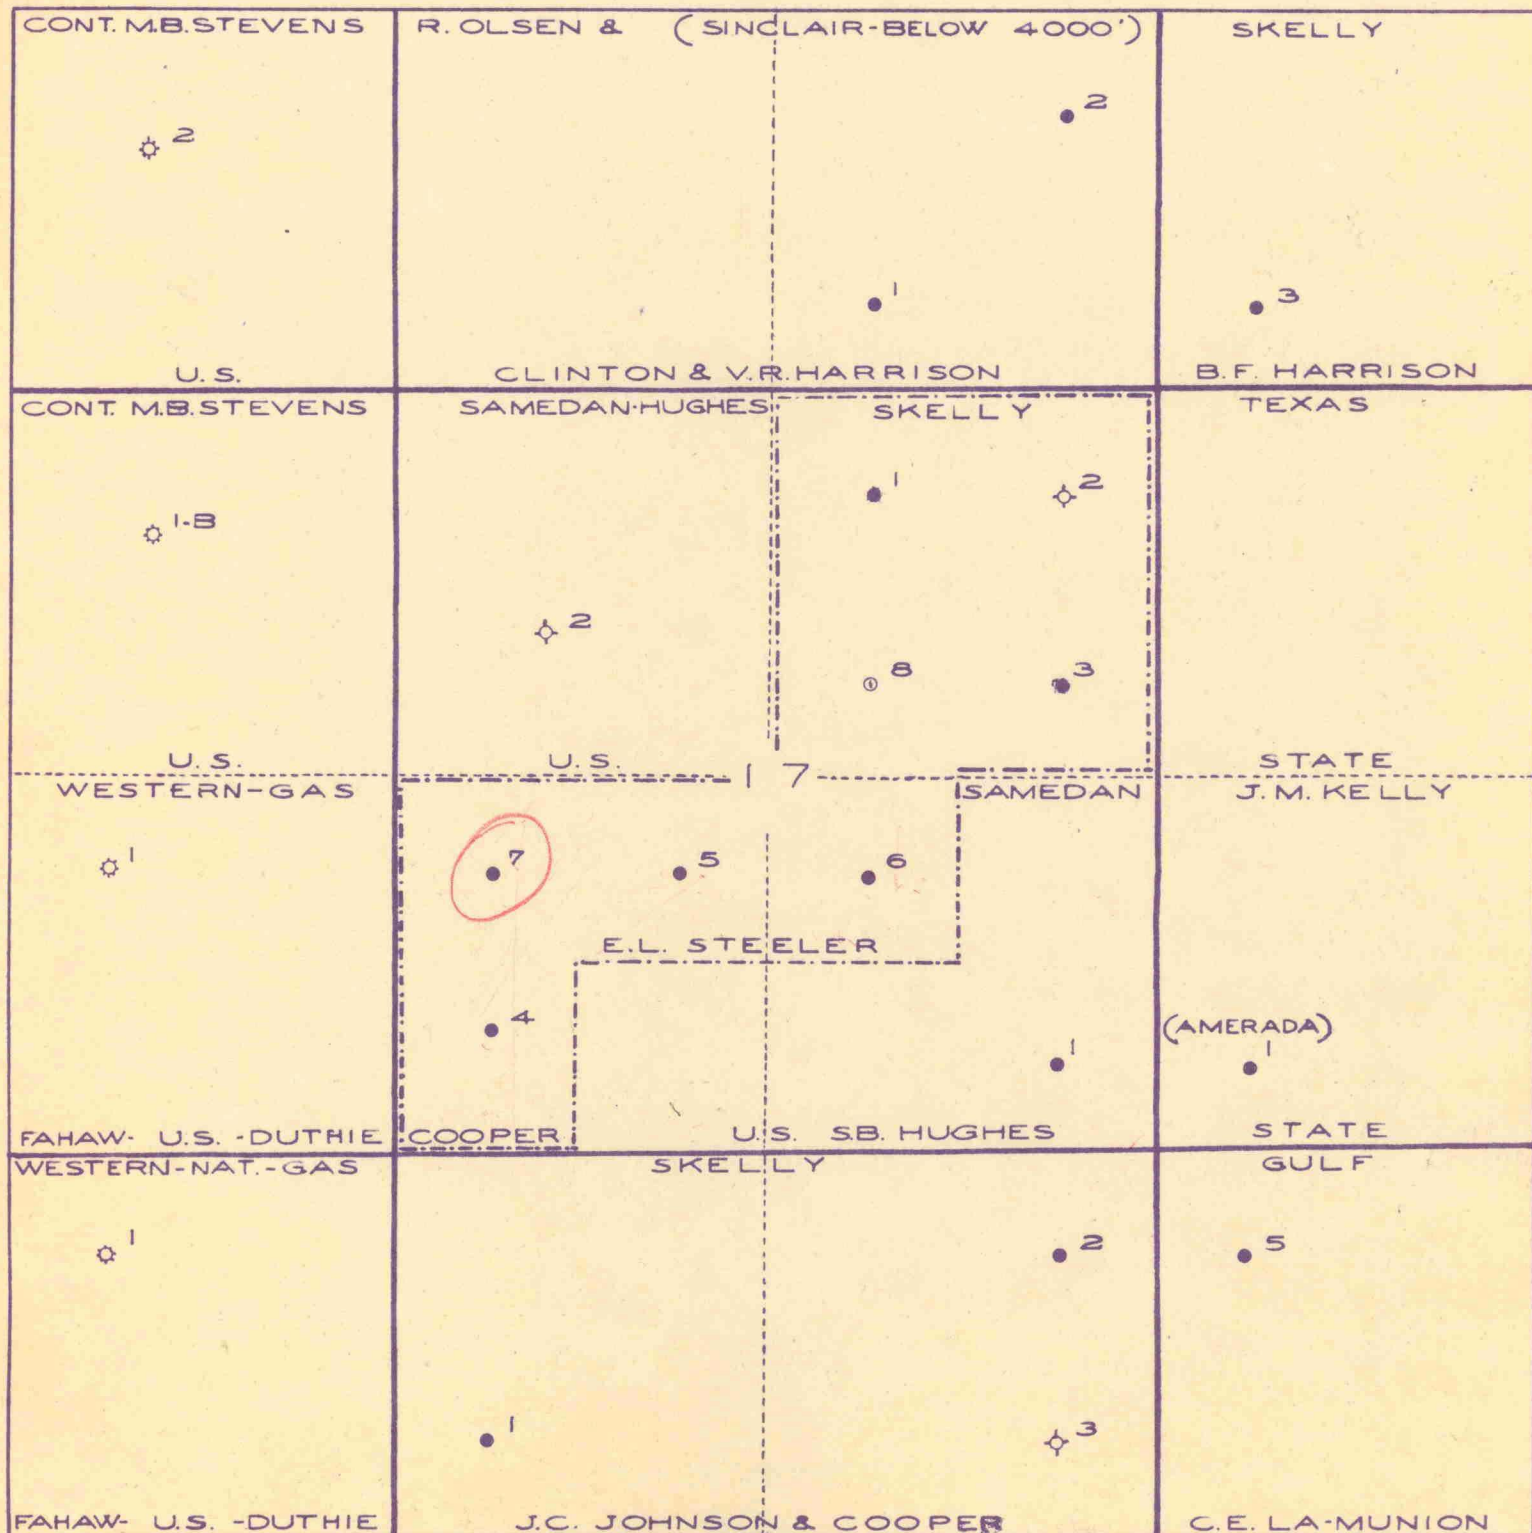 CONT. M.B. STEVENS
2
U.S.
R. OLSEN & (SINCLAIR-BELOW 4000')
2
1
CLINTON & V.R. HARRISON
SKELLY
3
B.F. HARRISON
CONT. M.B. STEVENS
1-B
U.S.
SAMEDAN-HUGHES
2
U.S.
SKELLY
1
2
8
3
TEXAS
STATE
17
WESTERN-GAS
1
FAHAW- U.S. -DUTHIE
7
5
6
E.L. STEELER
4
COOPER
SAMEDAN
1
U.S. S.B. HUGHES
J.M. KELLY
(AMERADA)
1
STATE
WESTERN-NAT.-GAS
1
FAHAW- U.S. -DUTHIE
SKELLY
2
1
3
J.C. JOHNSON & COOPER
GULF
5
C.E. LA-MUNION